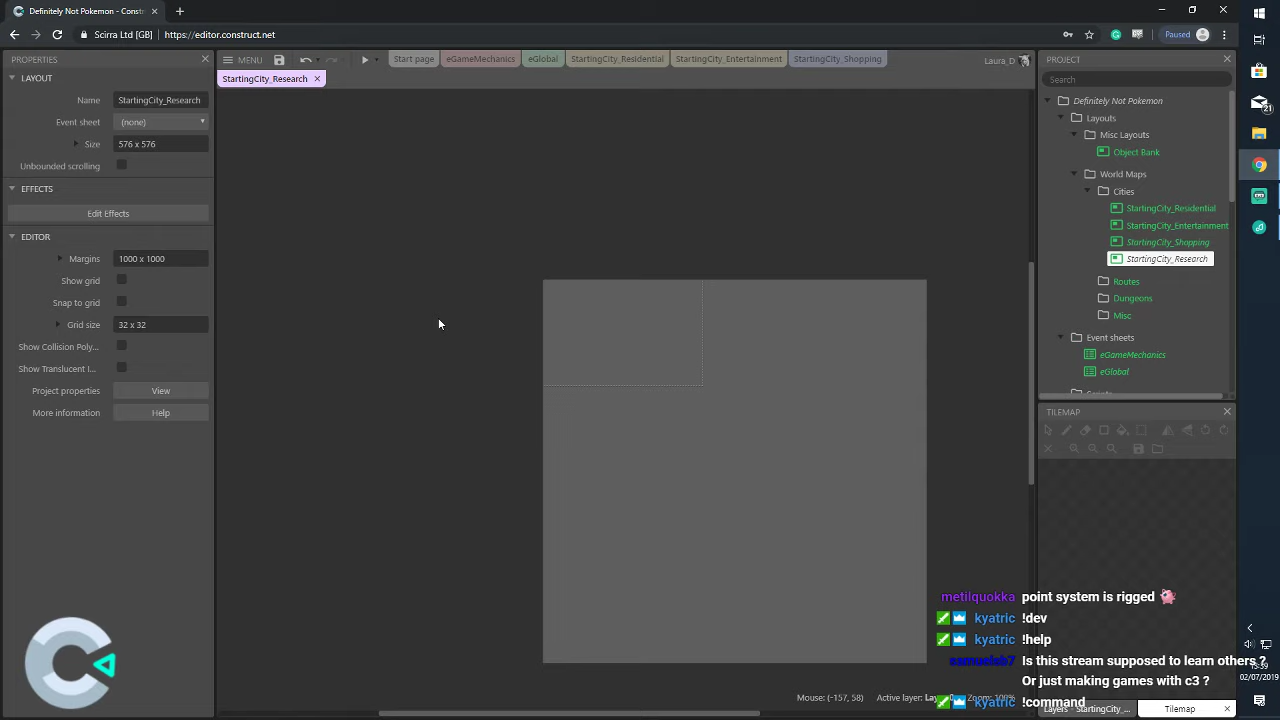 Definitely Not Pokemon - Constr
Scirra Ltd [GB] | https://editor.construct.net
Paused
PROPERTIES
LAYOUT
Name StartingCity_Research
Event sheet (none)
Size 576 x 576
Unbounded scrolling
EFFECTS
Edit Effects
EDITOR
Margins 1000 x 1000
Show grid
Snap to grid
Grid size 32 x 32
Show Collision Poly...
Show Translucent I...
Project properties View
More information Help
MENU
Start page
eGameMechanics
eGlobal
StartingCity_Residential
StartingCity_Entertainment
StartingCity_Shopping
Laura_D
StartingCity_Research
PROJECT
Search
Definitely Not Pokemon
Layouts
Misc Layouts
Object Bank
World Maps
Cities
StartingCity_Residential
StartingCity_Entertainment
StartingCity_Shopping
StartingCity_Research
Routes
Dungeons
Misc
Event sheets
eGameMechanics
eGlobal
TILEMAP
metilquokka point system is rigged
kyatric !dev
kyatric !help
samuelsb7 Is this stream supposed to learn others ?
Or just making games with c3 ?
kyatric !command
Mouse: (-157, 58) Active layer: Zoom: 100%
Layers - StartingCity_...
Tilemap
02/07/2019